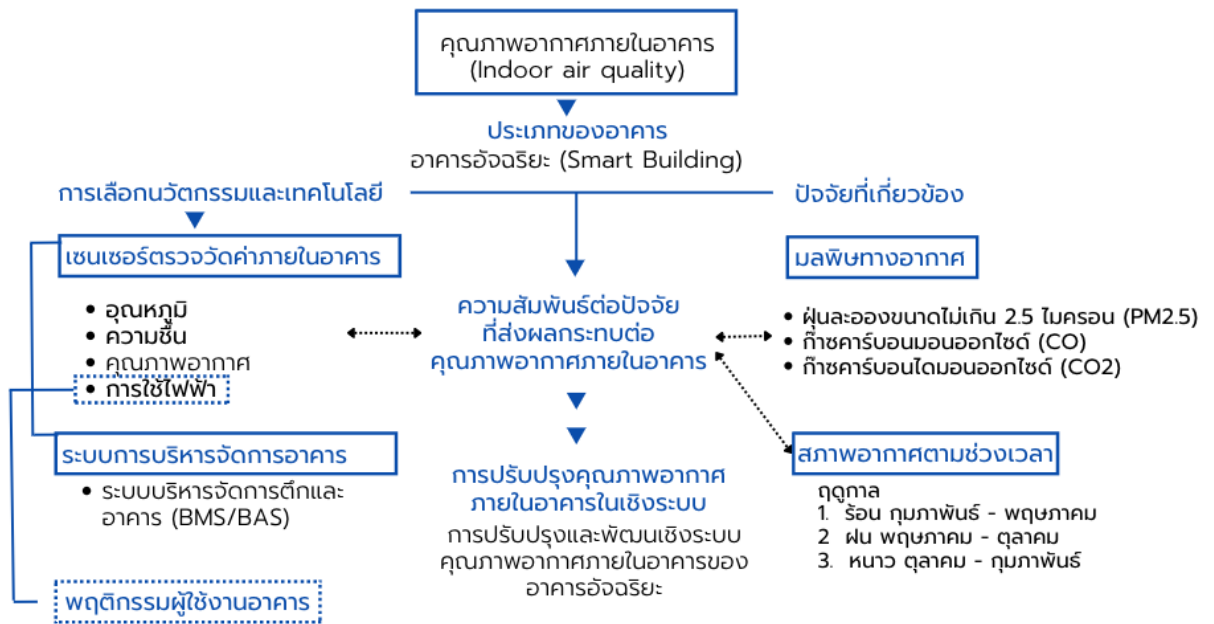 คุณภาพอากาศภายในอาคาร
(Indoor air quality)
ประเภทของอาคาร
อาคารอัจฉริยะ (Smart Building)
การเลือกนวัตกรรมและเทคโนโลยี
เซนเซอร์ตรวจวัดค่าภายในอาคาร
• อุณหภูมิ
• ความชื้น
• คุณภาพอากาศ
• การใช้ไฟฟ้า
ระบบการบริหารจัดการอาคาร
• ระบบบริหารจัดการตึกและ
อาคาร (BMS/BAS)
พฤติกรรมผู้ใช้งานอาคาร
ความสัมพันธ์ต่อปัจจัย
ที่ส่งผลกระทบต่อ
คุณภาพอากาศภายในอาคาร
การปรับปรุงคุณภาพอากาศ
ภายในอาคารในเชิงระบบ
การปรับปรุงและพัฒนเชิงระบบ
คุณภาพอากาศภายในอาคารของ
อาคารอัจฉริยะ
ปัจจัยที่เกี่ยวข้อง
มลพิษทางอากาศ
• ฝุ่นละอองขนาดไม่เกิน 2.5 ไมครอน (PM2.5)
• ก๊าซคาร์บอนมอนออกไซด์ (CO)
• ก๊าซคาร์บอนไดมอนออกไซด์ (CO2)
สภาพอากาศตามช่วงเวลา
ฤดูกาล
1. ร้อน กุมภาพันธ์ - พฤษภาคม
2 ฝน พฤษภาคม - ตุลาคม
3. หนาว ตุลาคม - กุมภาพันธ์